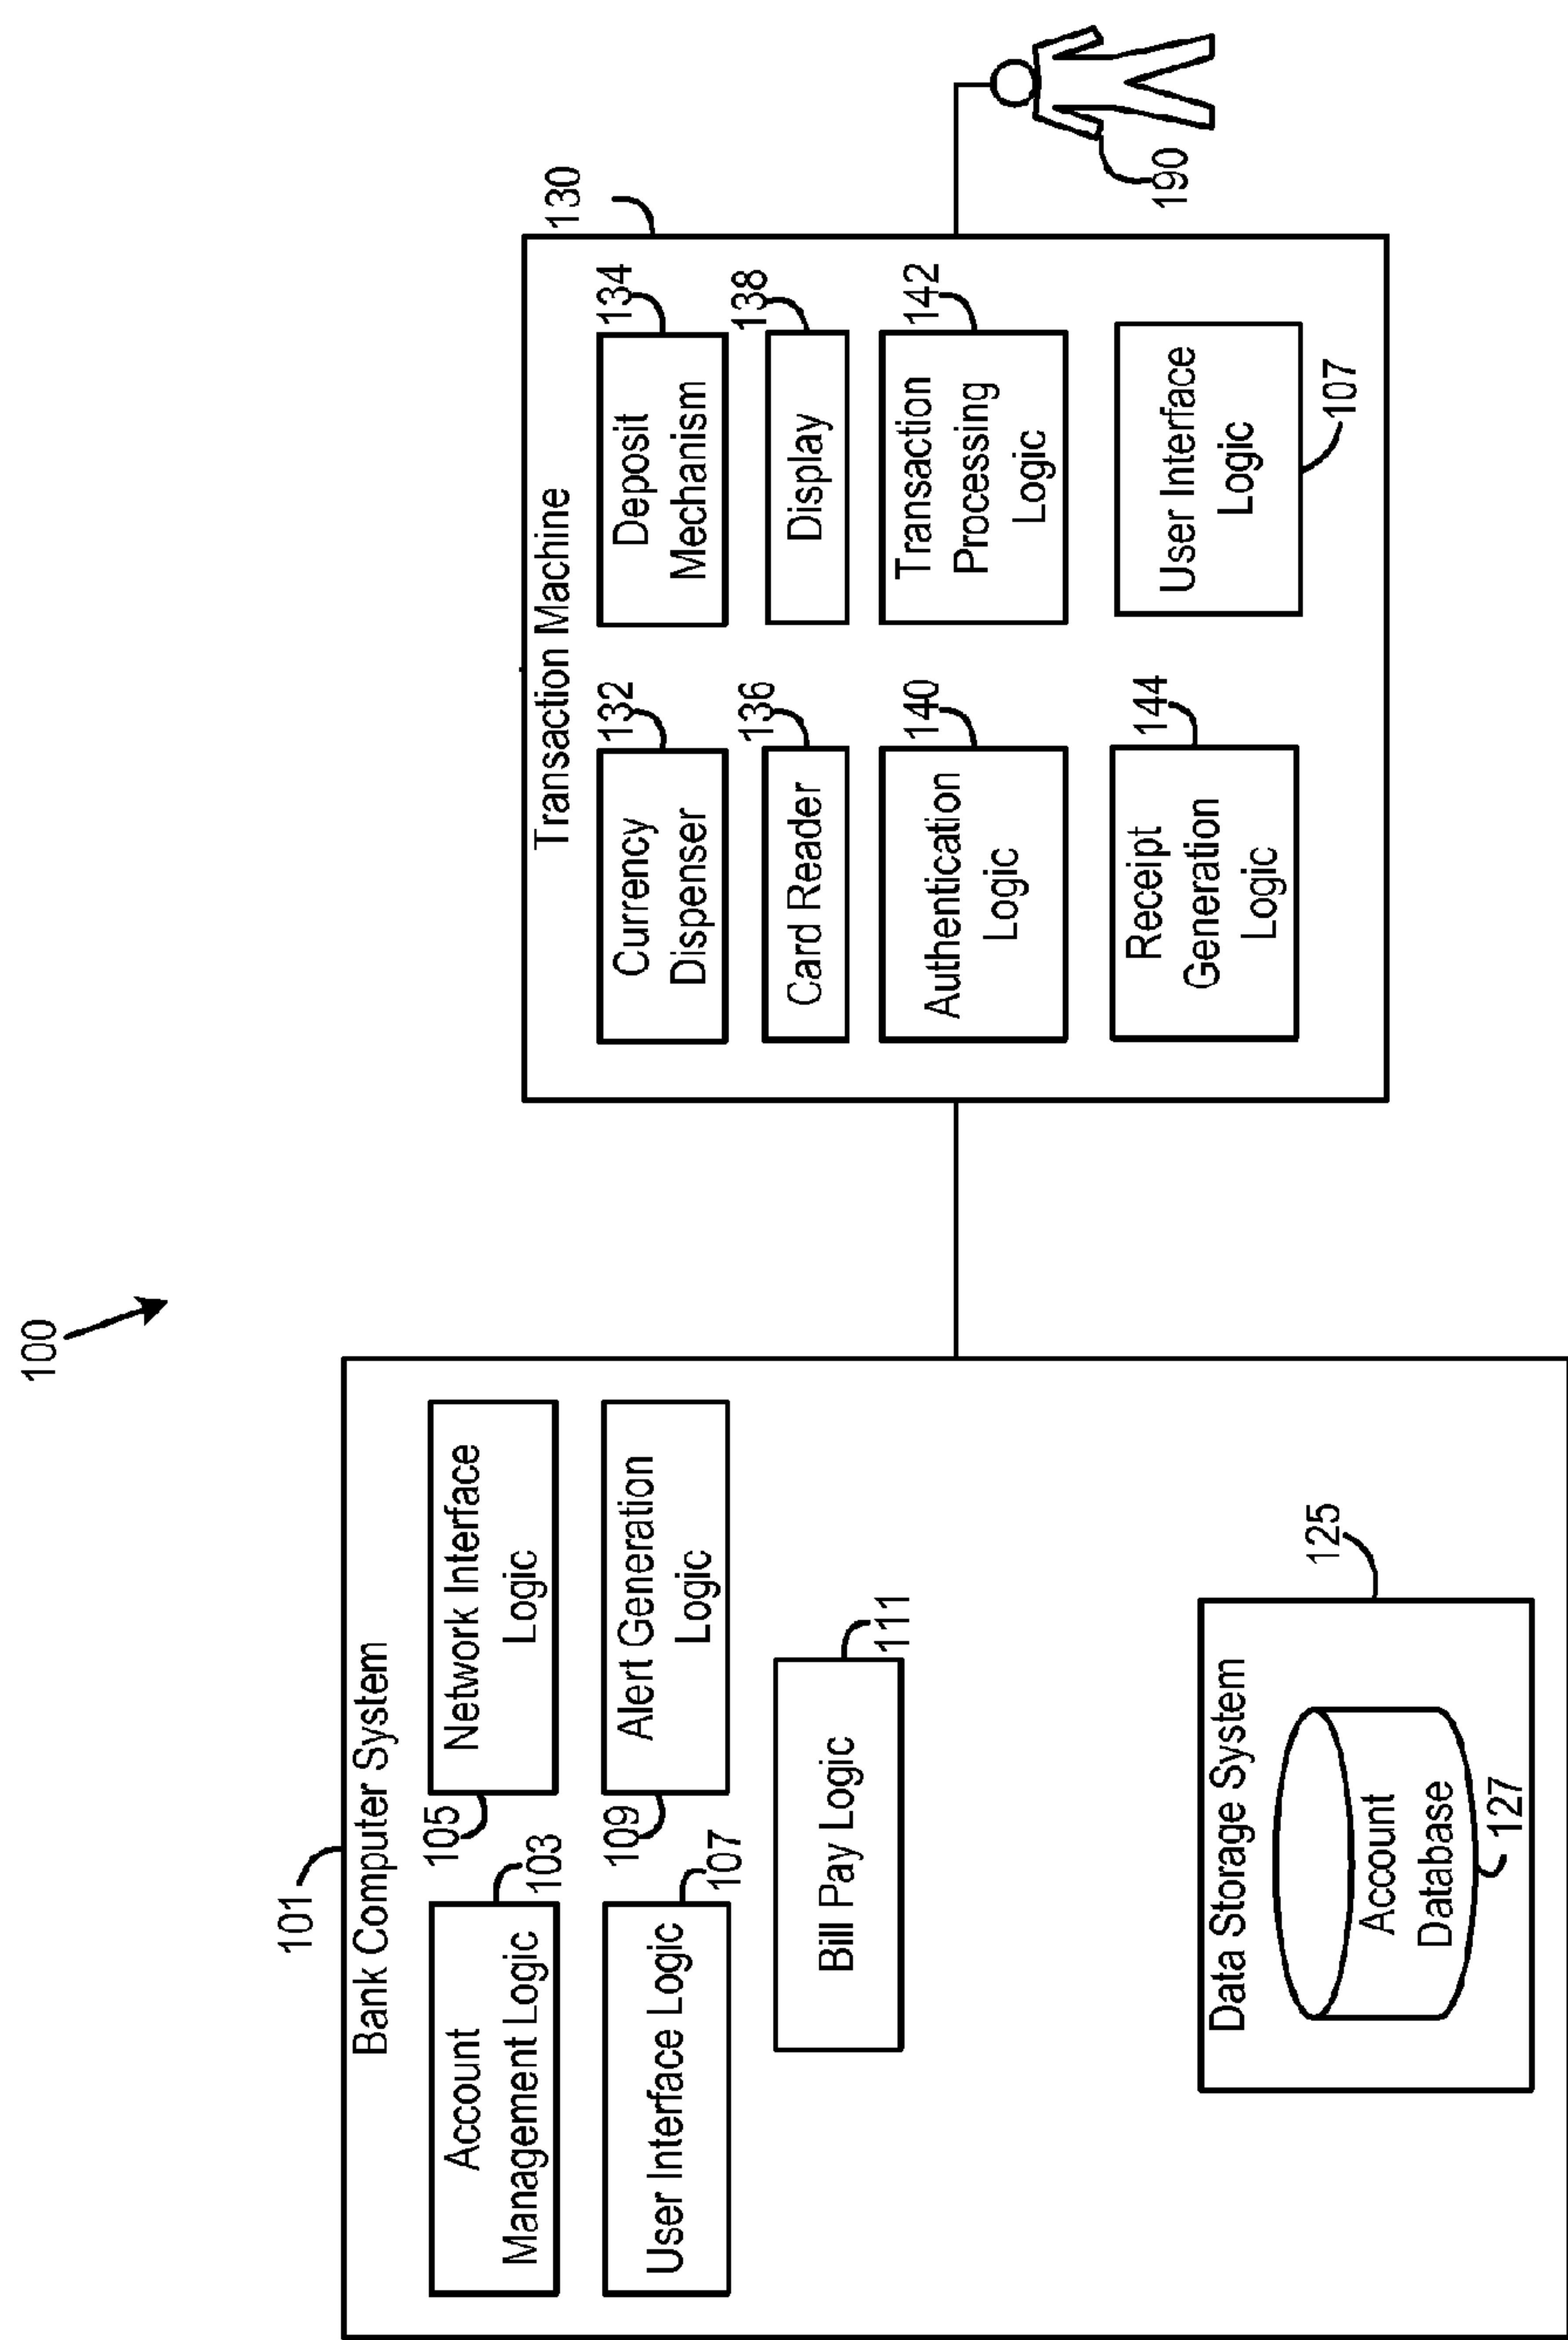 100
101
Bank Computer System
Account
Management Logic
103
105
Network Interface
Logic
User Interface Logic
107
109
Alert Generation
Logic
Bill Pay Logic
111
Data Storage System
125
Account
Database
127
Transaction Machine
130
Currency
Dispenser
132
Deposit
Mechanism
134
Card Reader
136
Display
138
Authentication
Logic
140
Transaction
Processing
Logic
142
Receipt
Generation
Logic
144
User Interface
Logic
107
190